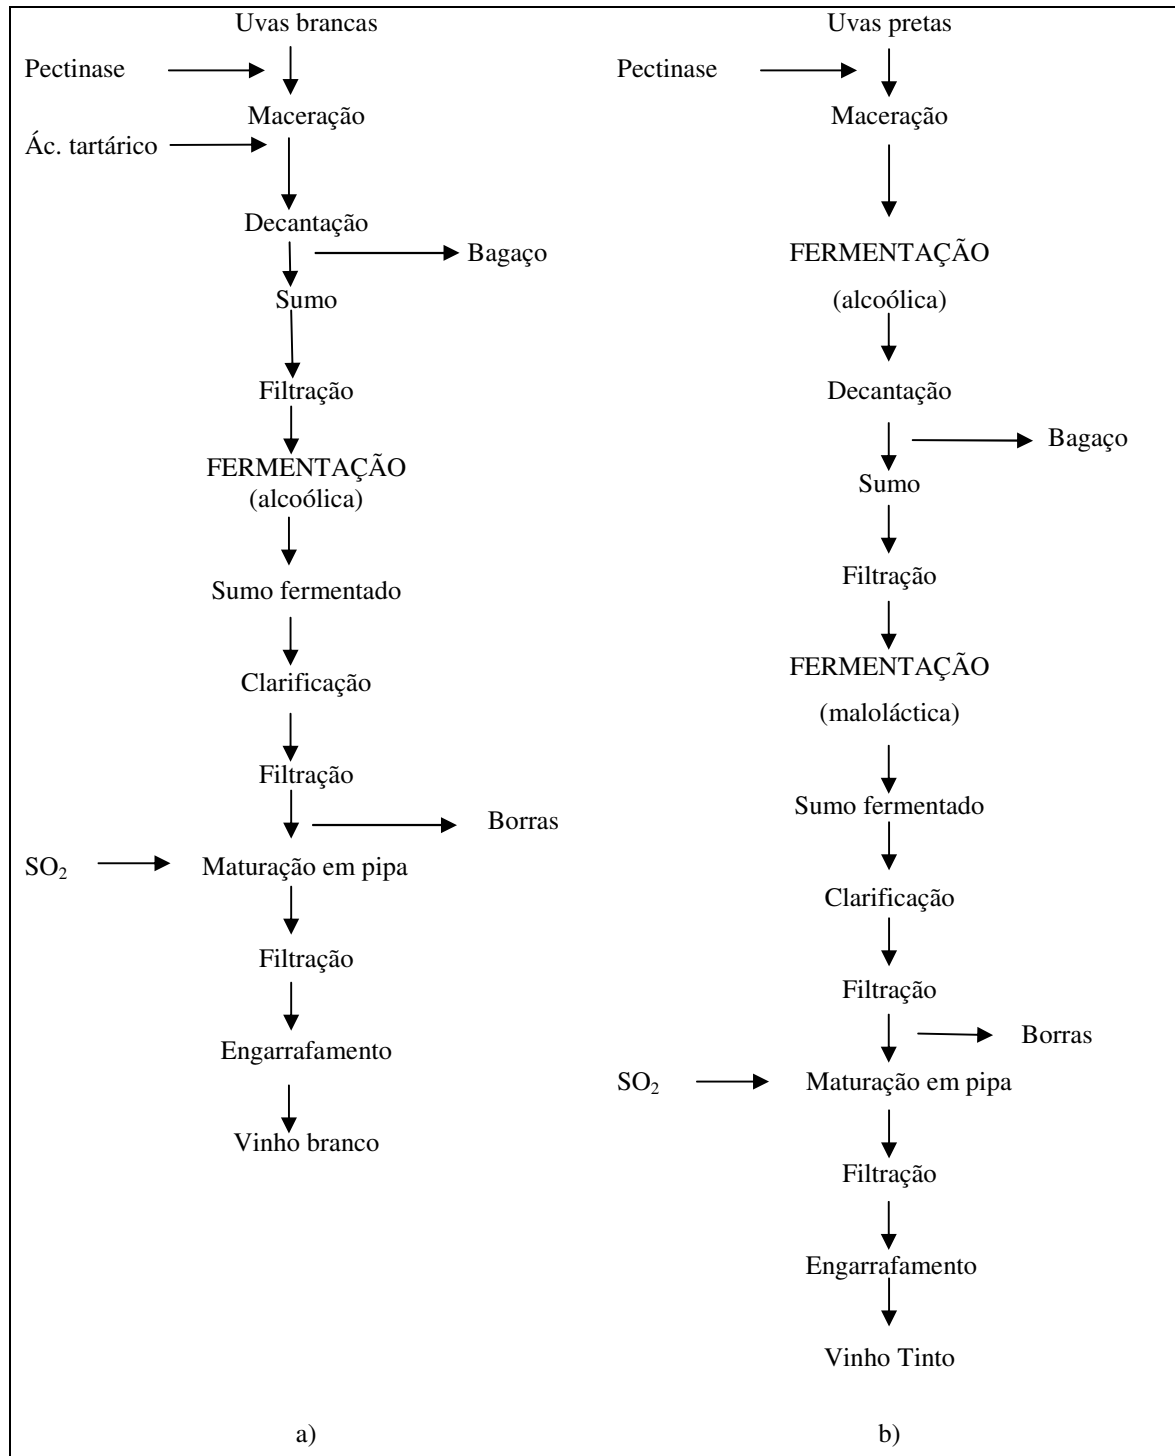 Uvas brancas
Pectinase
Maceração
Ác. tartárico
Decantação
Bagaço
Sumo
Filtração
FERMENTAÇÃO
(alcoólica)
Sumo fermentado
Clarificação
Filtração
Borras
SO₂
Maturação em pipa
Filtração
Engarrafamento
Vinho branco
a)
Uvas pretas
Pectinase
Maceração
FERMENTAÇÃO
(alcoólica)
Decantação
Bagaço
Sumo
Filtração
FERMENTAÇÃO
(maloláctica)
Sumo fermentado
Clarificação
Filtração
Borras
SO₂
Maturação em pipa
Filtração
Engarrafamento
Vinho Tinto
b)